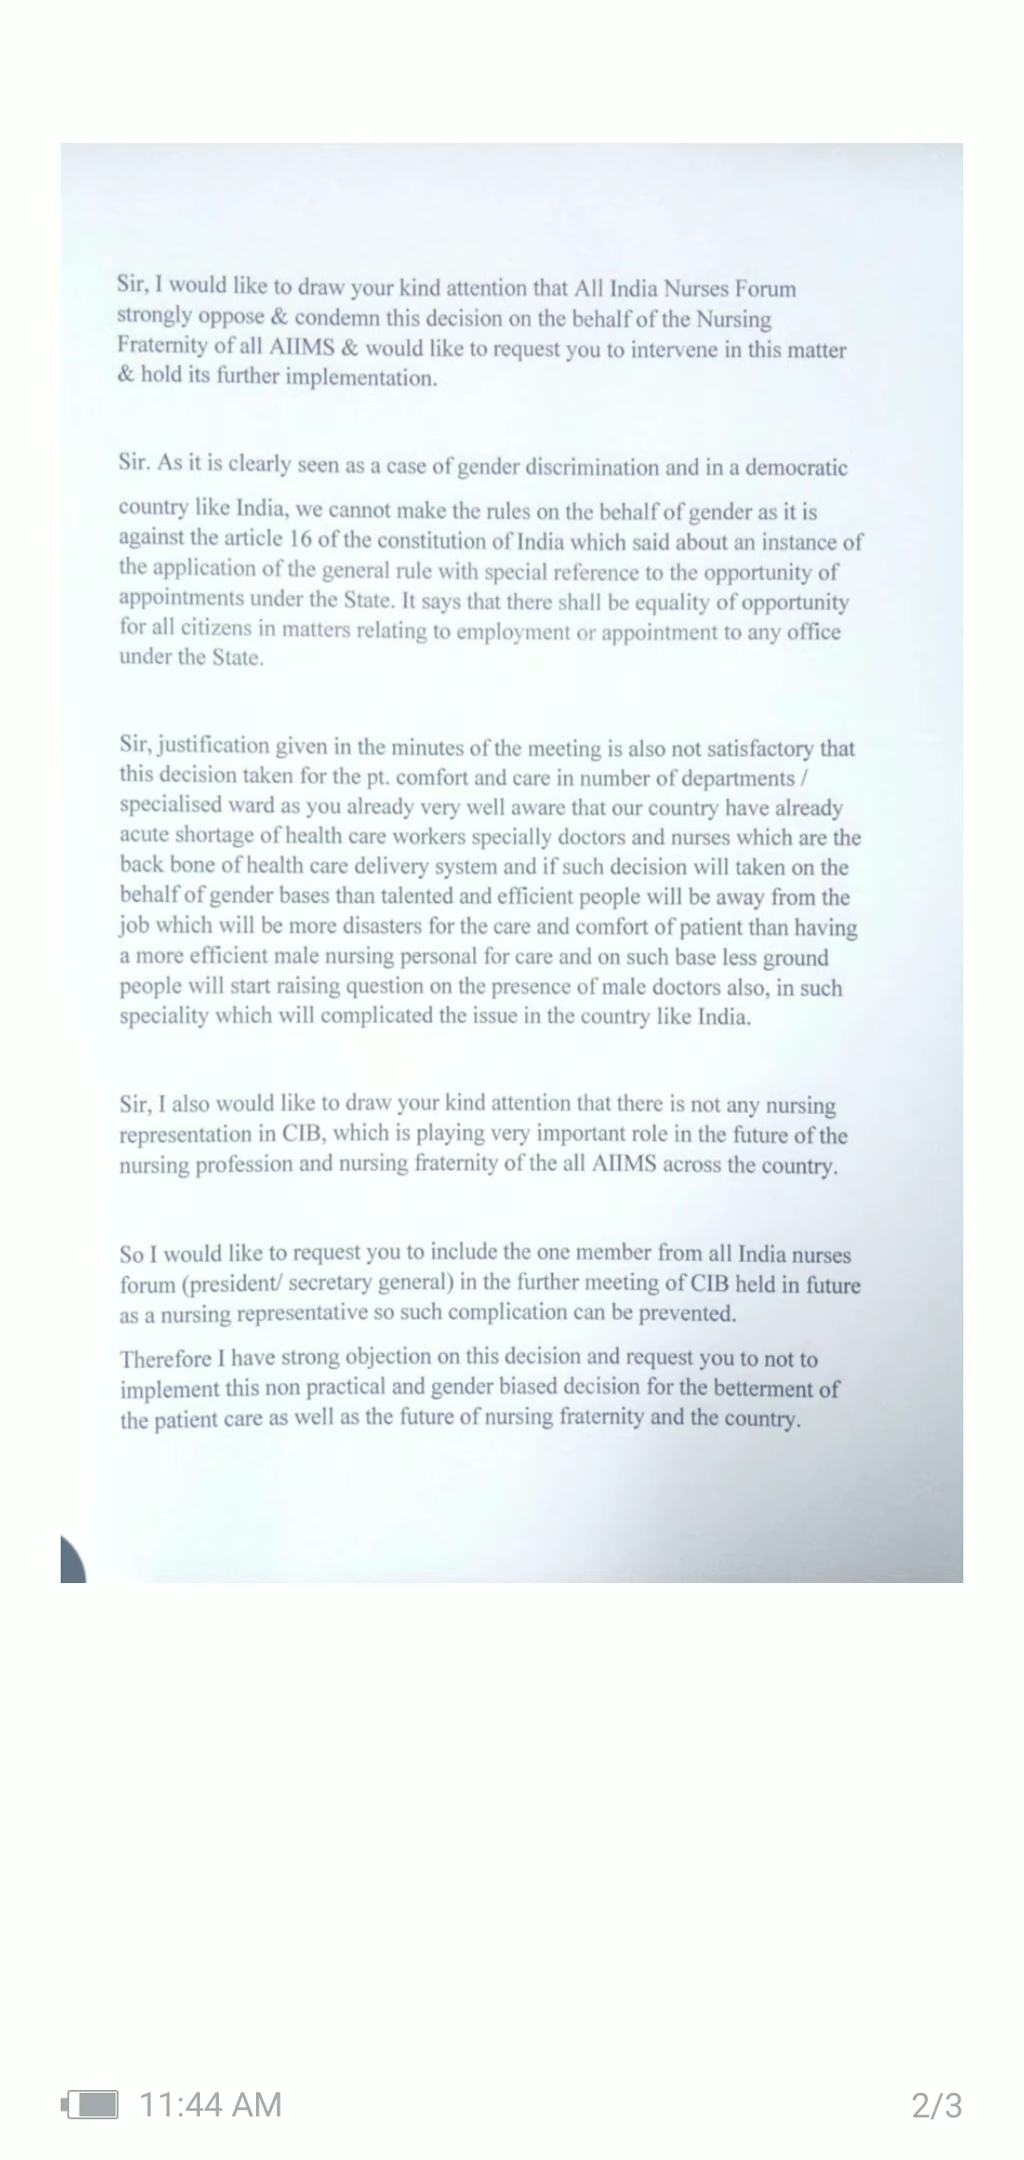 Sir, I would like to draw your kind attention that All India Nurses Forum
strongly oppose & condemn this decision on the behalf of the Nursing
Fraternity of all AIIMS & would like to request you to intervene in this matter
& hold its further implementation.
Sir. As it is clearly seen as a case of gender discrimination and in a democratic
country like India, we cannot make the rules on the behalf of gender as it is
against the article 16 of the constitution of India which said about an instance of
the application of the general rule with special reference to the opportunity of
appointments under the State. It says that there shall be equality of opportunity
for all citizens in matters relating to employment or appointment to any office
under the State.
Sir, justification given in the minutes of the meeting is also not satisfactory that
this decision taken for the pt. comfort and care in number of departments /
specialised ward as you already very well aware that our country have already
acute shortage of health care workers specially doctors and nurses which are the
back bone of health care delivery system and if such decision will taken on the
behalf of gender bases than talented and efficient people will be away from the
job which will be more disasters for the care and comfort of patient than having
a more efficient male nursing personal for care and on such base less ground
people will start raising question on the presence of male doctors also, in such
speciality which will complicated the issue in the country like India.
Sir, I also would like to draw your kind attention that there is not any nursing
representation in CIB, which is playing very important role in the future of the
nursing profession and nursing fraternity of the all AIIMS across the country.
So I would like to request you to include the one member from all India nurses
forum (president/ secretary general) in the further meeting of CIB held in future
as a nursing representative so such complication can be prevented.
Therefore I have strong objection on this decision and request you to not to
implement this non practical and gender biased decision for the betterment of
the patient care as well as the future of nursing fraternity and the country.
11:44 AM
2/3